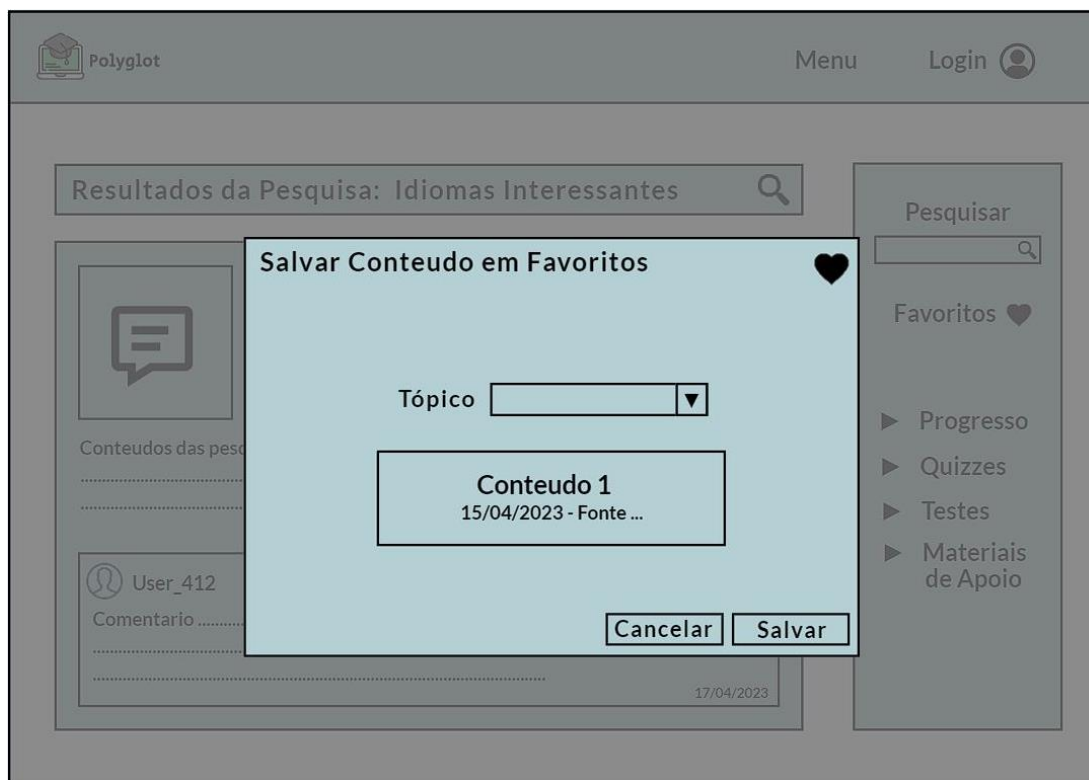 Polyglot
Menu
Login
Resultados da Pesquisa: Idiomas Interessantes
Pesquisar
Favoritos
Progresso
Quizzes
Testes
Materiais
de Apoio
Salvar Conteudo em Favoritos
Tópico
Conteudo 1
15/04/2023 - Fonte ...
Cancelar
Salvar
Conteudos das
User_412
Comentario ............
17/04/2023